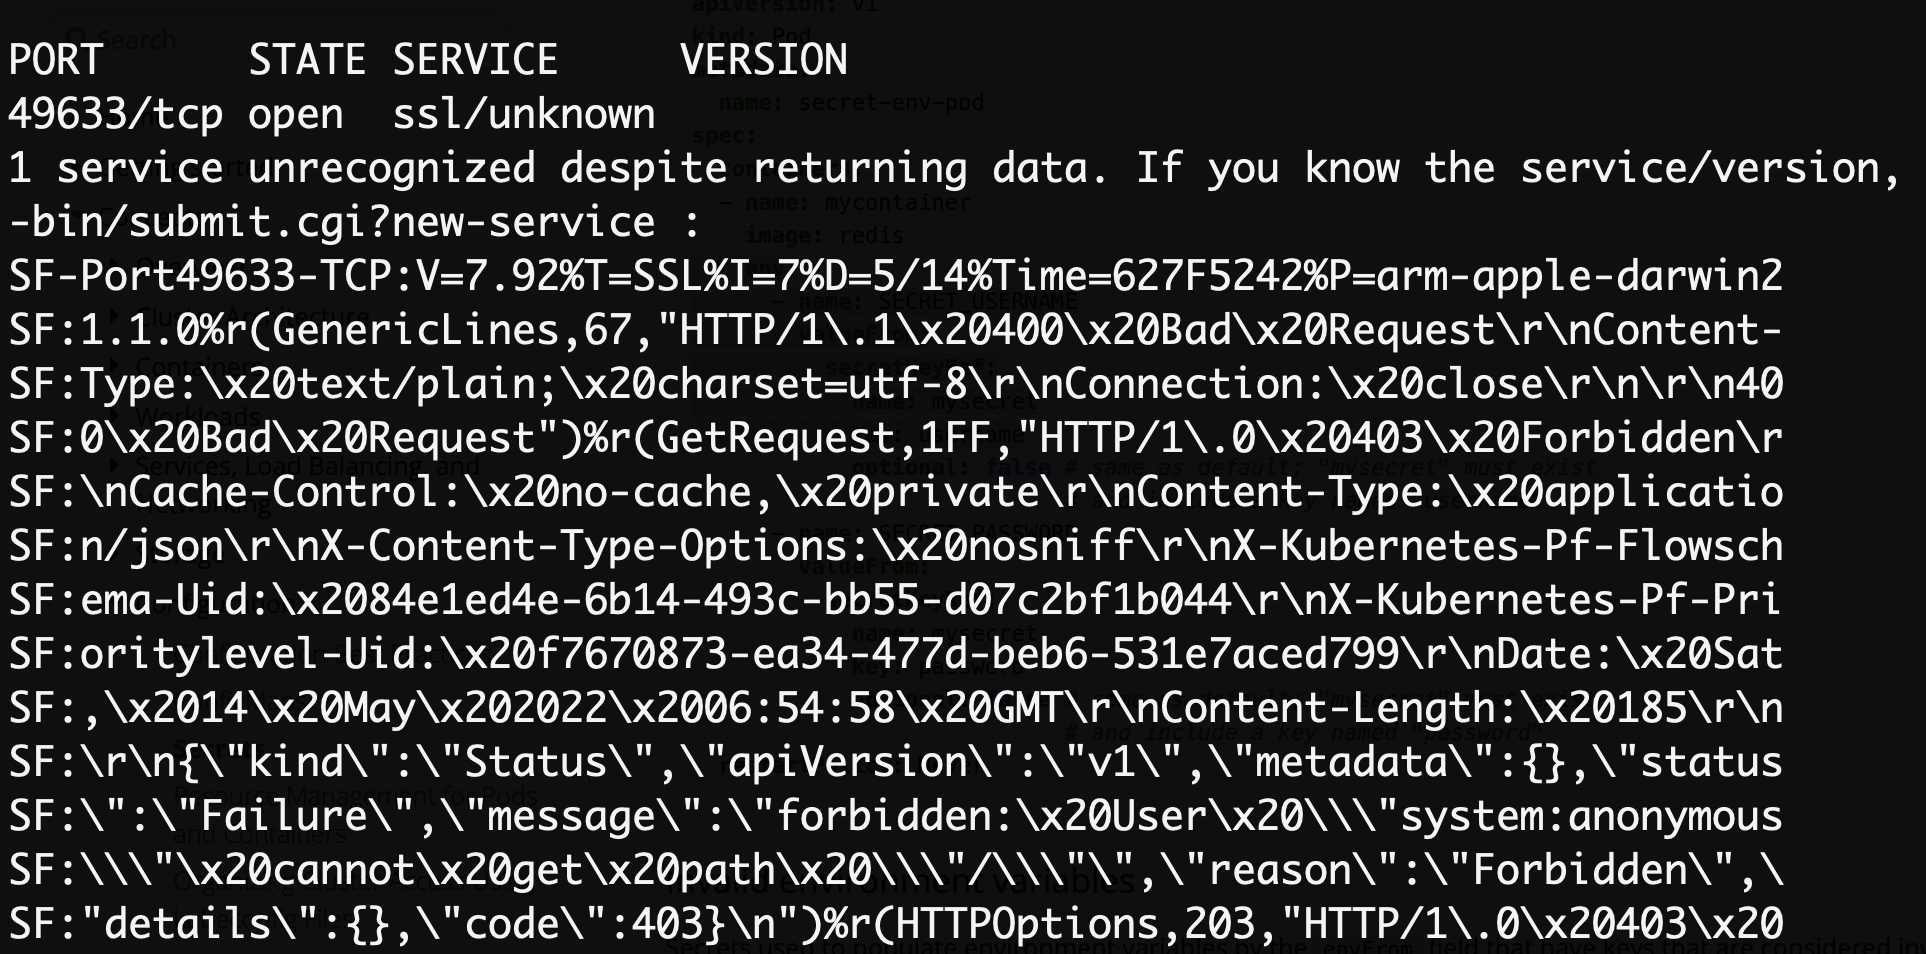 PORT STATE SERVICE VERSION
49633/tcp open ssl/unknown
1 service unrecognized despite returning data. If you know the service/version,
-bin/submit.cgi?new-service :
SF-Port49633-TCP:V=7.92%T=SSL%I=7%D=5/14%Time=627F5242%P=arm-apple-darwin2
SF:1.1.0%r(GenericLines,67,"HTTP/1\.1\x20400\x20Bad\x20Request\r\nContent-
SF:Type:\x20text/plain;\x20charset=utf-8\r\nConnection:\x20close\r\n\r\n40
SF:0\x20Bad\x20Request")%r(GetRequest,1FF,"HTTP/1\.0\x20403\x20Forbidden\r
SF:\nCache-Control:\x20no-cache,\x20private\r\nContent-Type:\x20applicatio
SF:n/json\r\nX-Content-Type-Options:\x20nosniff\r\nX-Kubernetes-Pf-Flowsch
SF:ema-Uid:\x2084e1ed4e-6b14-493c-bb55-d07c2bf1b044\r\nX-Kubernetes-Pf-Pri
SF:oritylevel-Uid:\x20f7670873-ea34-477d-beb6-531e7aced799\r\nDate:\x20Sat
SF:,\x2014\x20May\x202022\x2006:54:58\x20GMT\r\nContent-Length:\x20185\r\n
SF:\r\n{\"kind\":\"Status\",\"apiVersion\":\"v1\",\"metadata\":{},\"status
SF:\":\"Failure\",\"message\":\"forbidden:\x20User\x20\\\"system:anonymous
SF:\\\"\x20cannot\x20get\x20path\x20\\\"/\\\"\",\"reason\":\"Forbidden\",\
SF:"details\":{},\"code\":403}\n")%r(HTTPOptions,203,"HTTP/1\.0\x20403\x20